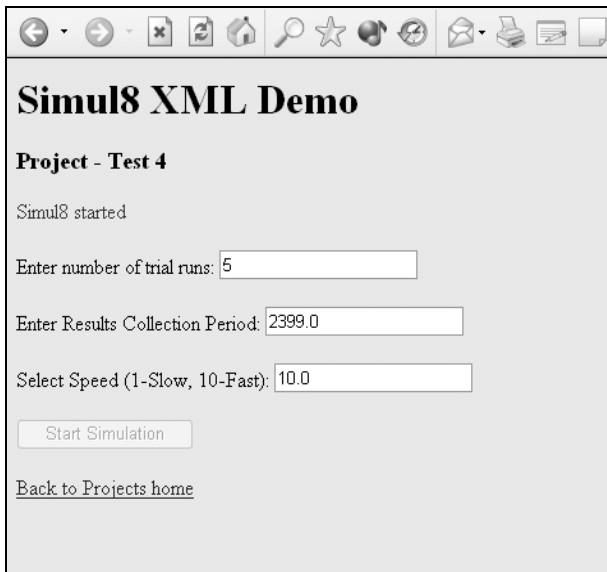 Simul8 XML Demo
Project - Test 4
Simul8 started
Enter number of trial runs: 5
Enter Results Collection Period: 2399.0
Select Speed (1-Slow, 10-Fast): 10.0
Start Simulation
Back to Projects home